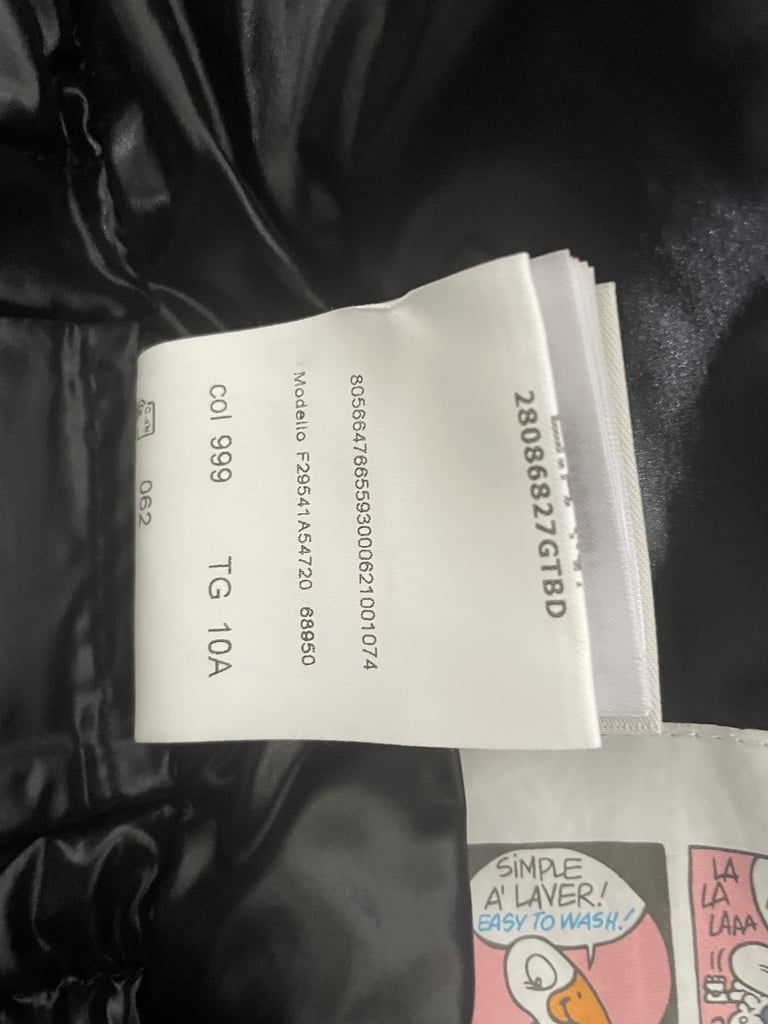 28086827GTBD
8056647665593000621001074
Modello F29541A54720 68950
col 999 TG 10A
062
SiMPLE
A' LAVER!
EASY TO WASH!
LA
LA
LAAA